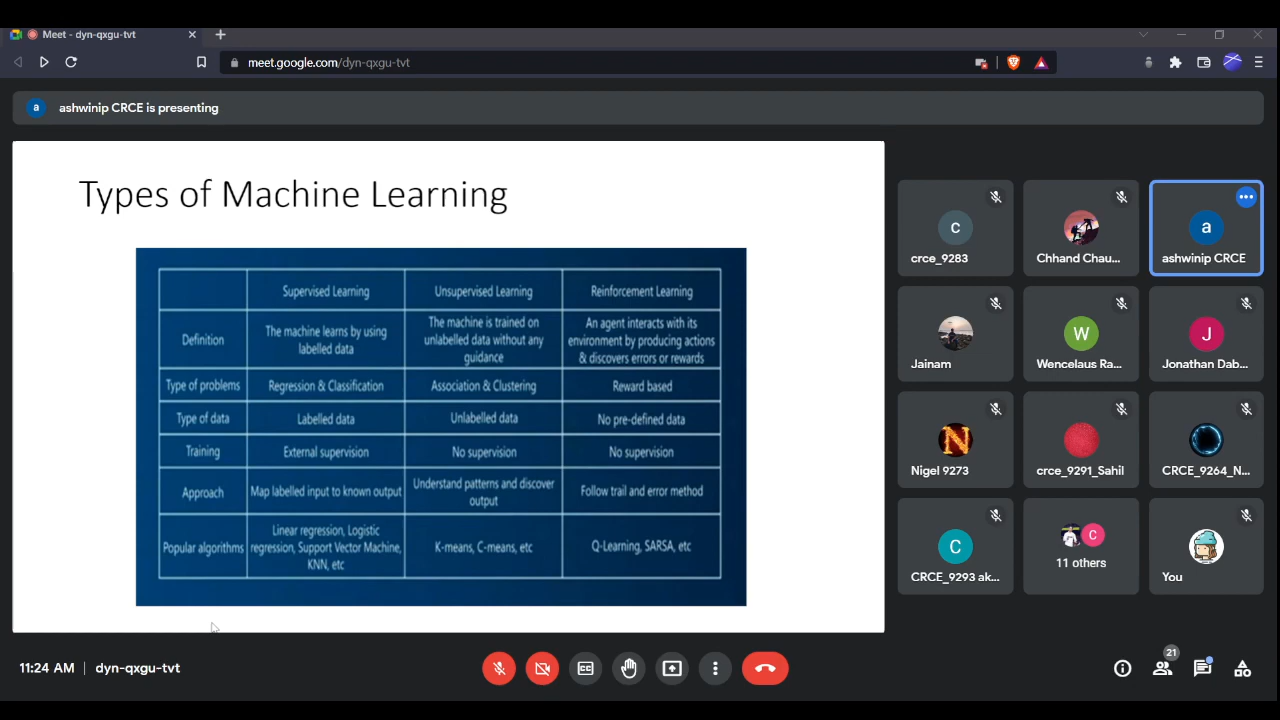 Meet - dyn-qxgu-tvt
meet.google.com/dyn-qxgu-tvt
a
ashwinip CRCE is presenting
Types of Machine Learning
Supervised Learning
Unsupervised Learning
Reinforcement Learning
Definition
The machine learns by using
labelled data
The machine is trained on
unlabelled data without any
guidance
An agent interacts with its
environment by producing actions
& discovers errors or rewards
Type of problems
Regression & Classification
Association & Clustering
Reward based
Type of data
Labelled data
Unlabelled data
No pre-defined data
Training
External supervision
No supervision
No supervision
Approach
Map labelled input to known output
Understand patterns and discover
output
Follow trail and error method
Popular algorithms
Linear regression, Logistic
regression, Support Vector Machine,
KNN, etc
K-means, C-means, etc
Q-Learning, SARSA, etc
c
crce_9283
Chhand Chau...
a
ashwinip CRCE
Jainam
W
Wencelaus Ra...
J
Jonathan Dab...
N
Nigel 9273
crce_9291_Sahil
CRCE_9264_N...
C
CRCE_9293 ak...
C
11 others
You
11:24 AM
dyn-qxgu-tvt
21